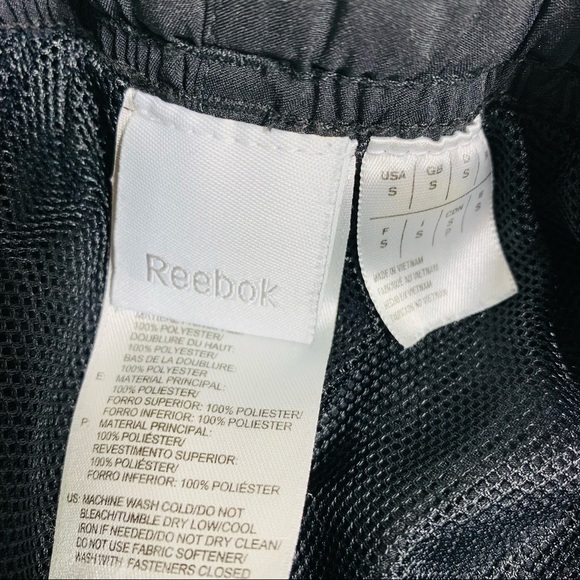 Reebok
100% POLYESTER/
DOUBLURE DU HAUT:
100% POLYESTER/
BAS DE LA DOUBLURE:
100% POLYESTER
E: MATERIAL PRINCIPAL:
100% POLIESTER/
FORRO SUPERIOR: 100% POLIESTER/
FORRO INFERIOR: 100% POLIESTER/
P: MATERIAL PRINCIPAL:
100% POLIÉSTER/
REVESTIMENTO SUPERIOR:
100% POLIÉSTER/
FORRO INFERIOR: 100% POLIÉSTER
US: MACHINE WASH COLD/DO NOT
BLEACH/TUMBLE DRY LOW/COOL
IRON IF NEEDED/DO NOT DRY CLEAN/
DO NOT USE FABRIC SOFTENER/
WASH WITH FASTENERS CLOSED
USA GB D
S S S
F I CDN
S S S
P
MADE IN VIETNAM